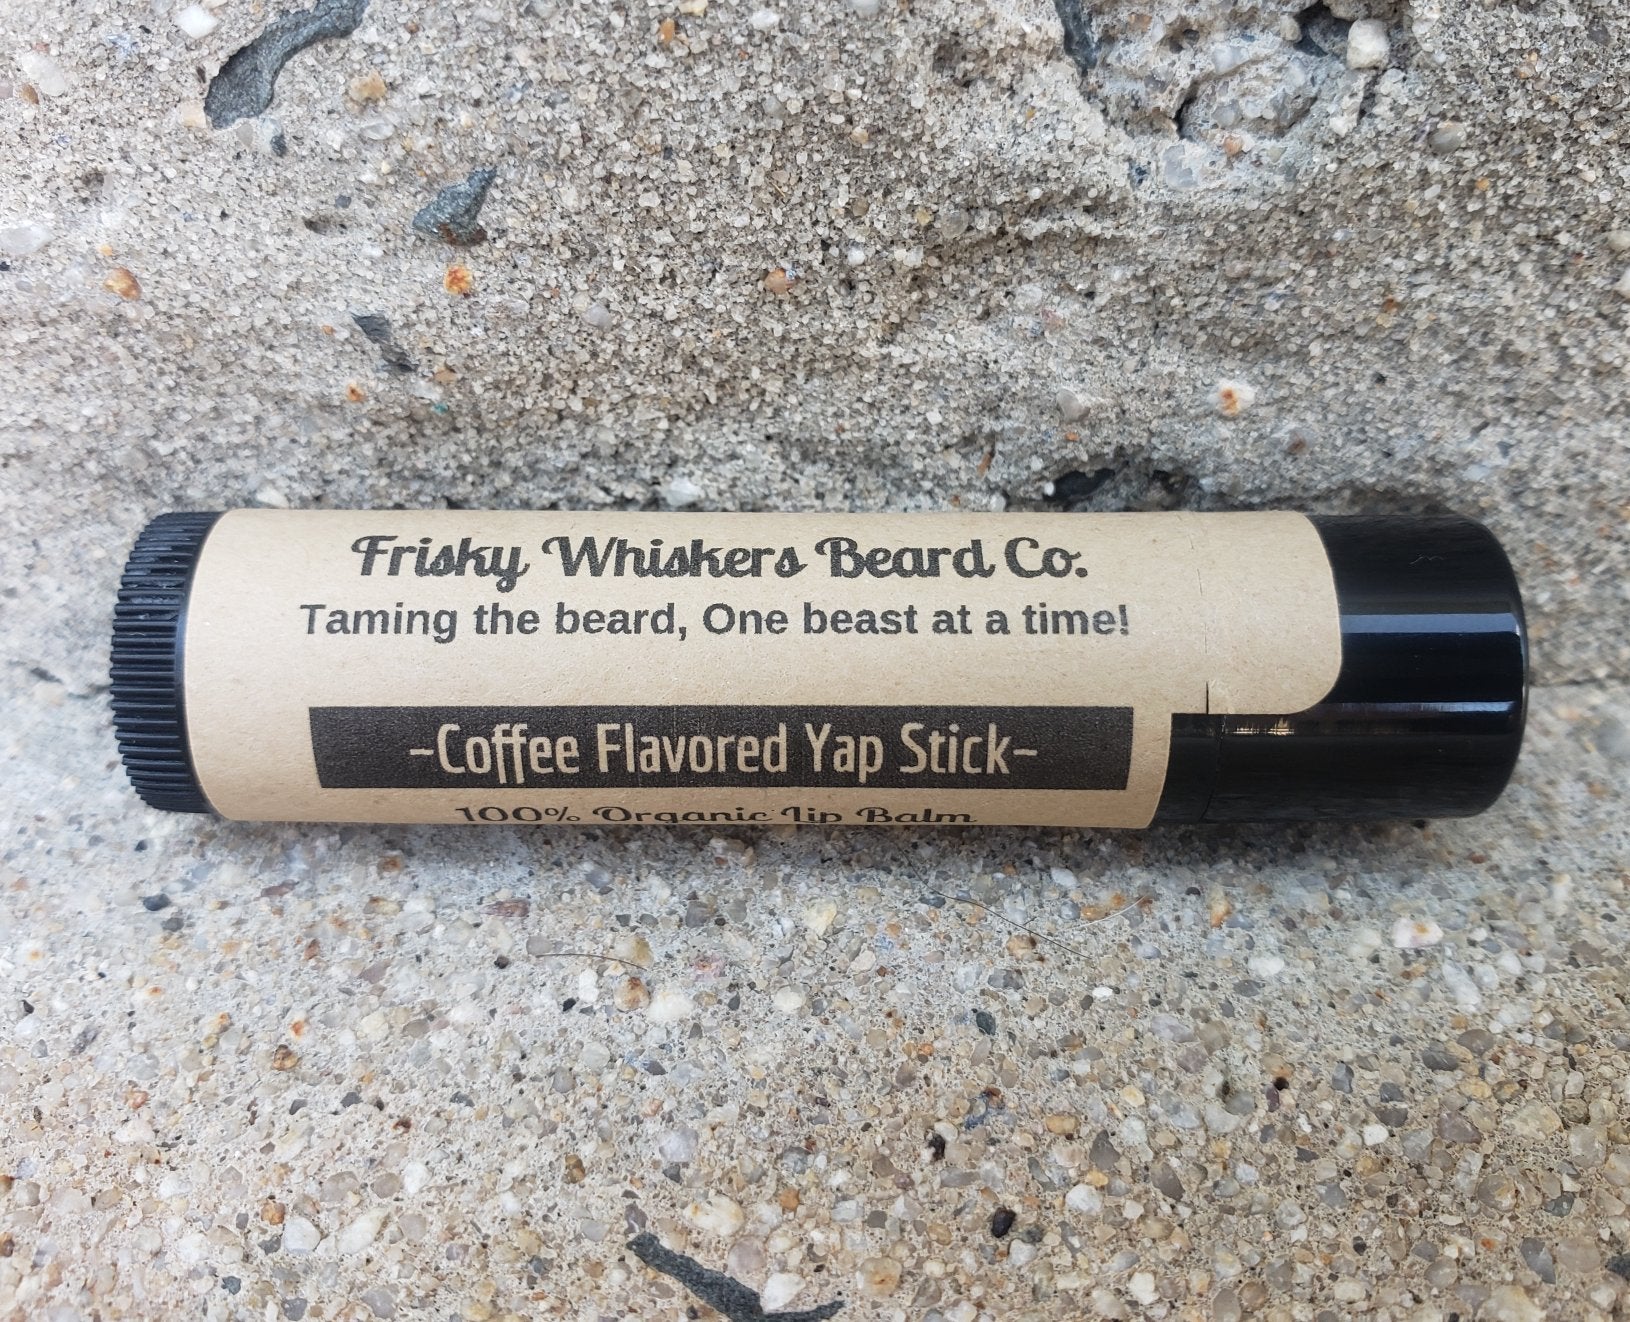 Frisky Whiskers Beard Co.
Taming the beard, One beast at a time!
-Coffee Flavored Yap Stick-
100% Organic Lip Balm